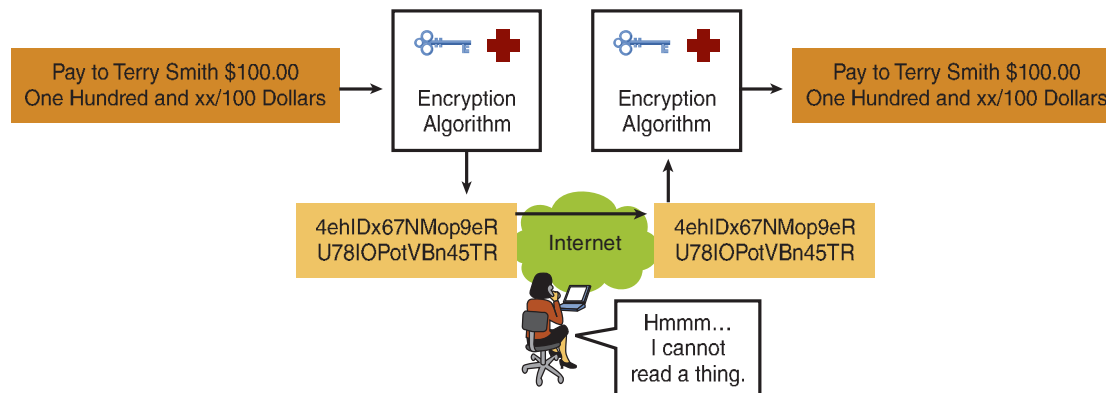 Pay to Terry Smith $100.00
One Hundred and xx/100 Dollars
Encryption
Algorithm
Encryption
Algorithm
Pay to Terry Smith $100.00
One Hundred and xx/100 Dollars
4ehIDx67NMop9eR
U78IOPotVBn45TR
Internet
4ehIDx67NMop9eR
U78IOPotVBn45TR
Hmmm…
I cannot
read a thing.